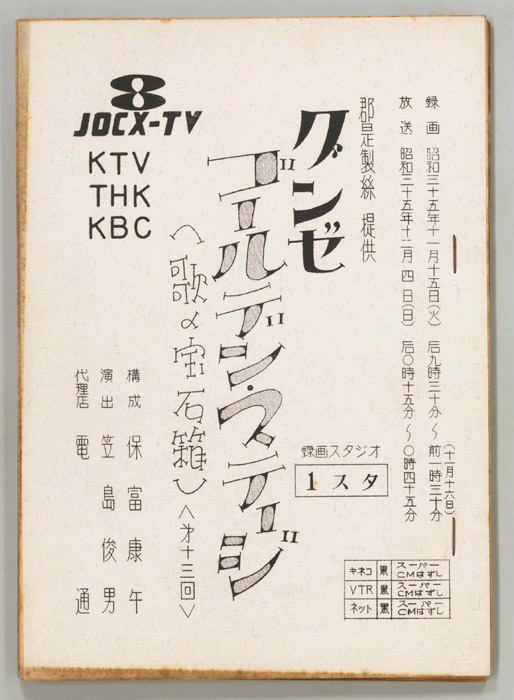 録画 昭和三十五年十一月十五日(火) 后九時三十分～前一時三十分
(十一月十六日)
放送 昭和三十五年十二月四日(日) 后〇時十五分～〇時四十五分
郡是製絲 提供
グンゼ
ゴールデン・ステージ
(歌の宝石箱) <第十三回>
録画スタジオ
1スタ
キネコ 黒 スーパー CMはずし
VTR 黒 スーパー CMはずし
ネット 黒 スーパー CMはずし
8
JOCX-TV
KTV
THK
KBC
構成 保富康午
演出 笠島俊男
代理店 電通